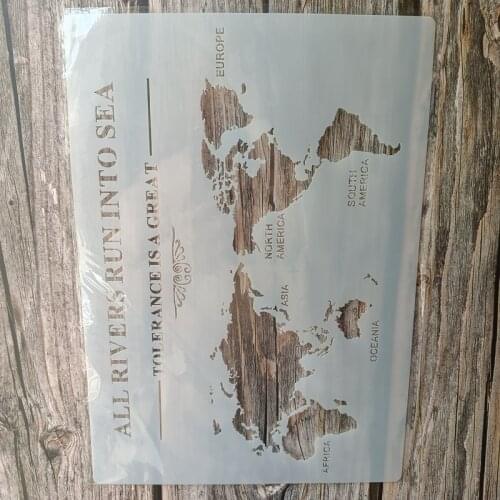 ALL RIVERS RUN INTO SEA
TOLERANCE IS A GREAT
EUROPE
NORTH
AMERICA
SOUTH
AMERICA
ASIA
OCEANIA
AFRICA